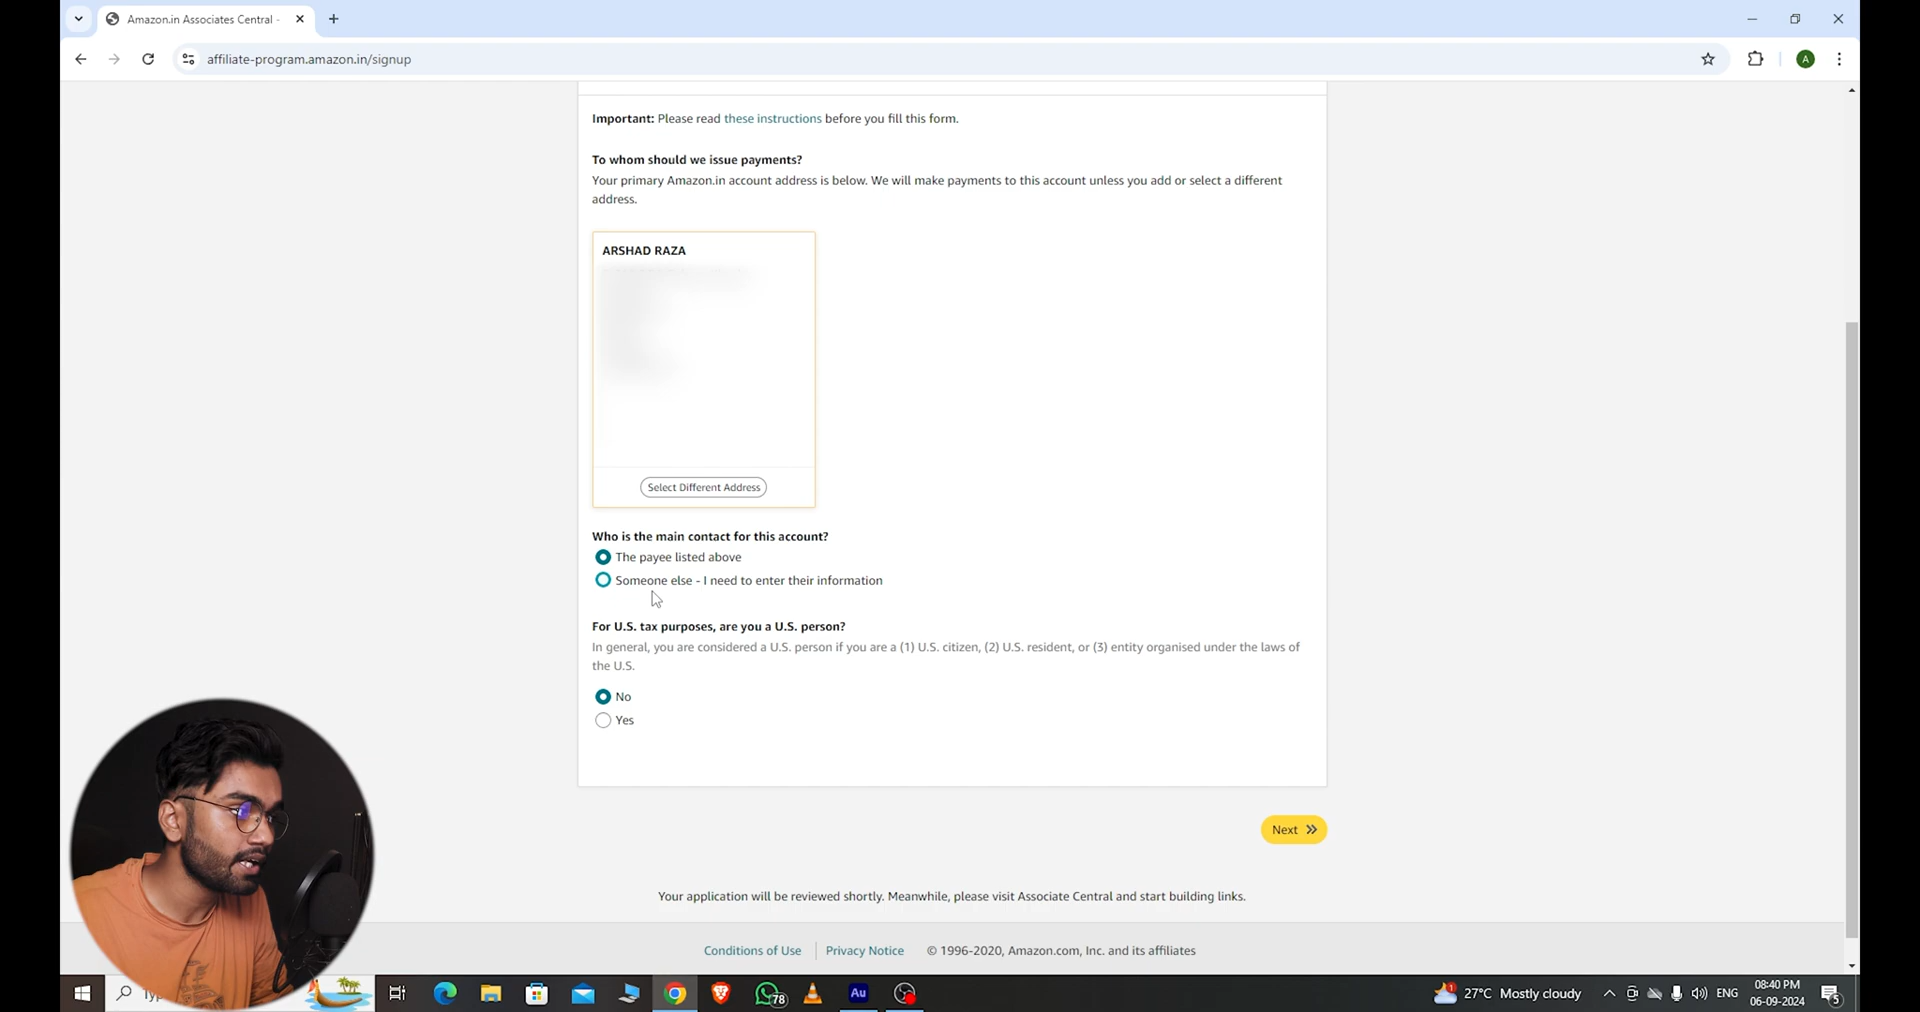 Amazon.in Associates Central -
affiliate-program.amazon.in/signup
A
Important: Please read these instructions before you fill this form.
To whom should we issue payments?
Your primary Amazon.in account address is below. We will make payments to this account unless you add or select a different
address.
ARSHAD RAZA
Select Different Address
Who is the main contact for this account?
The payee listed above
Someone else - I need to enter their information
For U.S. tax purposes, are you a U.S. person?
In general, you are considered a U.S. person if you are a (1) U.S. citizen, (2) U.S. resident, or (3) entity organised under the laws of
the U.S.
No
Yes
Next
Your application will be reviewed shortly. Meanwhile, please visit Associate Central and start building links.
Conditions of Use
Privacy Notice
© 1996-2020, Amazon.com, Inc. and its affiliates
78
Au
1
27°C Mostly cloudy
ENG
08:40 PM
06-09-2024
5